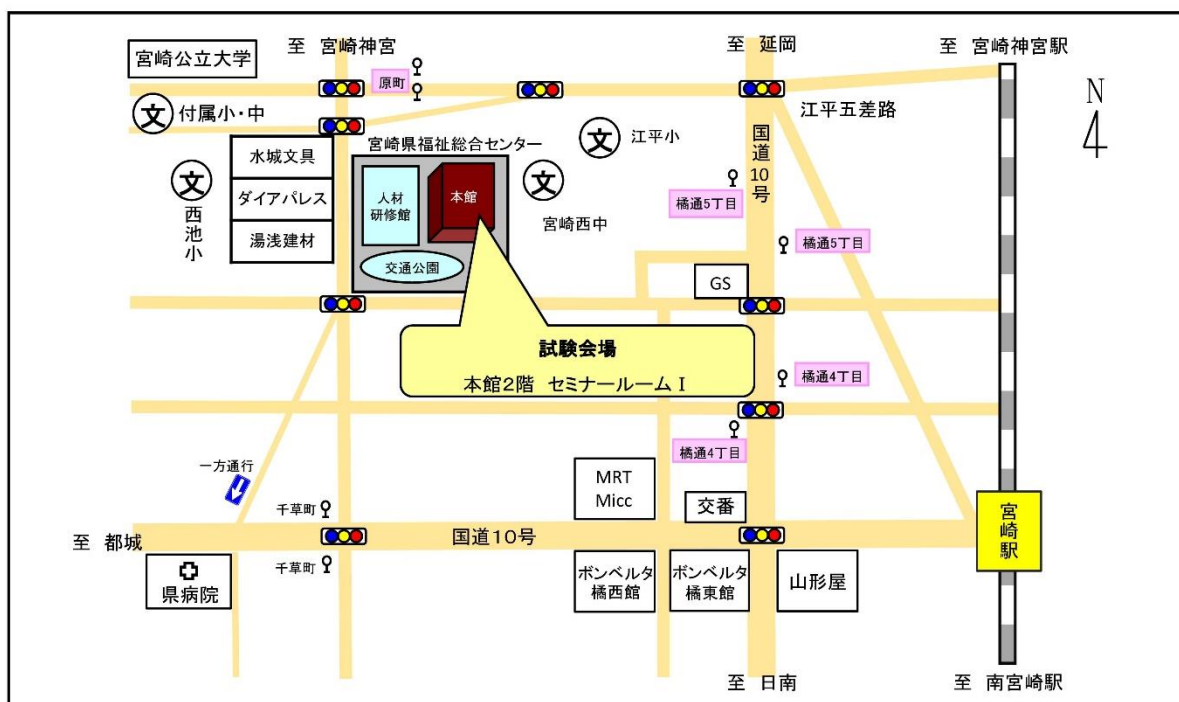 至 宮崎神宮
至 延岡
至 宮崎神宮駅
宮崎公立大学
原町
文
付属小・中
江平五差路
N
水城文具
宮崎県福祉総合センター
文
江平小
国道10号
文
西池小
ダイアパレス
湯浅建材
人材
研修館
本館
文
宮崎西中
橘通5丁目
橘通5丁目
交通公園
GS
試験会場
本館2階 セミナールームⅠ
橘通4丁目
橘通4丁目
一方通行
MRT
Micc
交番
千草町
宮崎駅
至 都城
国道10号
千草町
県病院
ボンベルタ
橘西館
ボンベルタ
橘東館
山形屋
至 日南
至 南宮崎駅